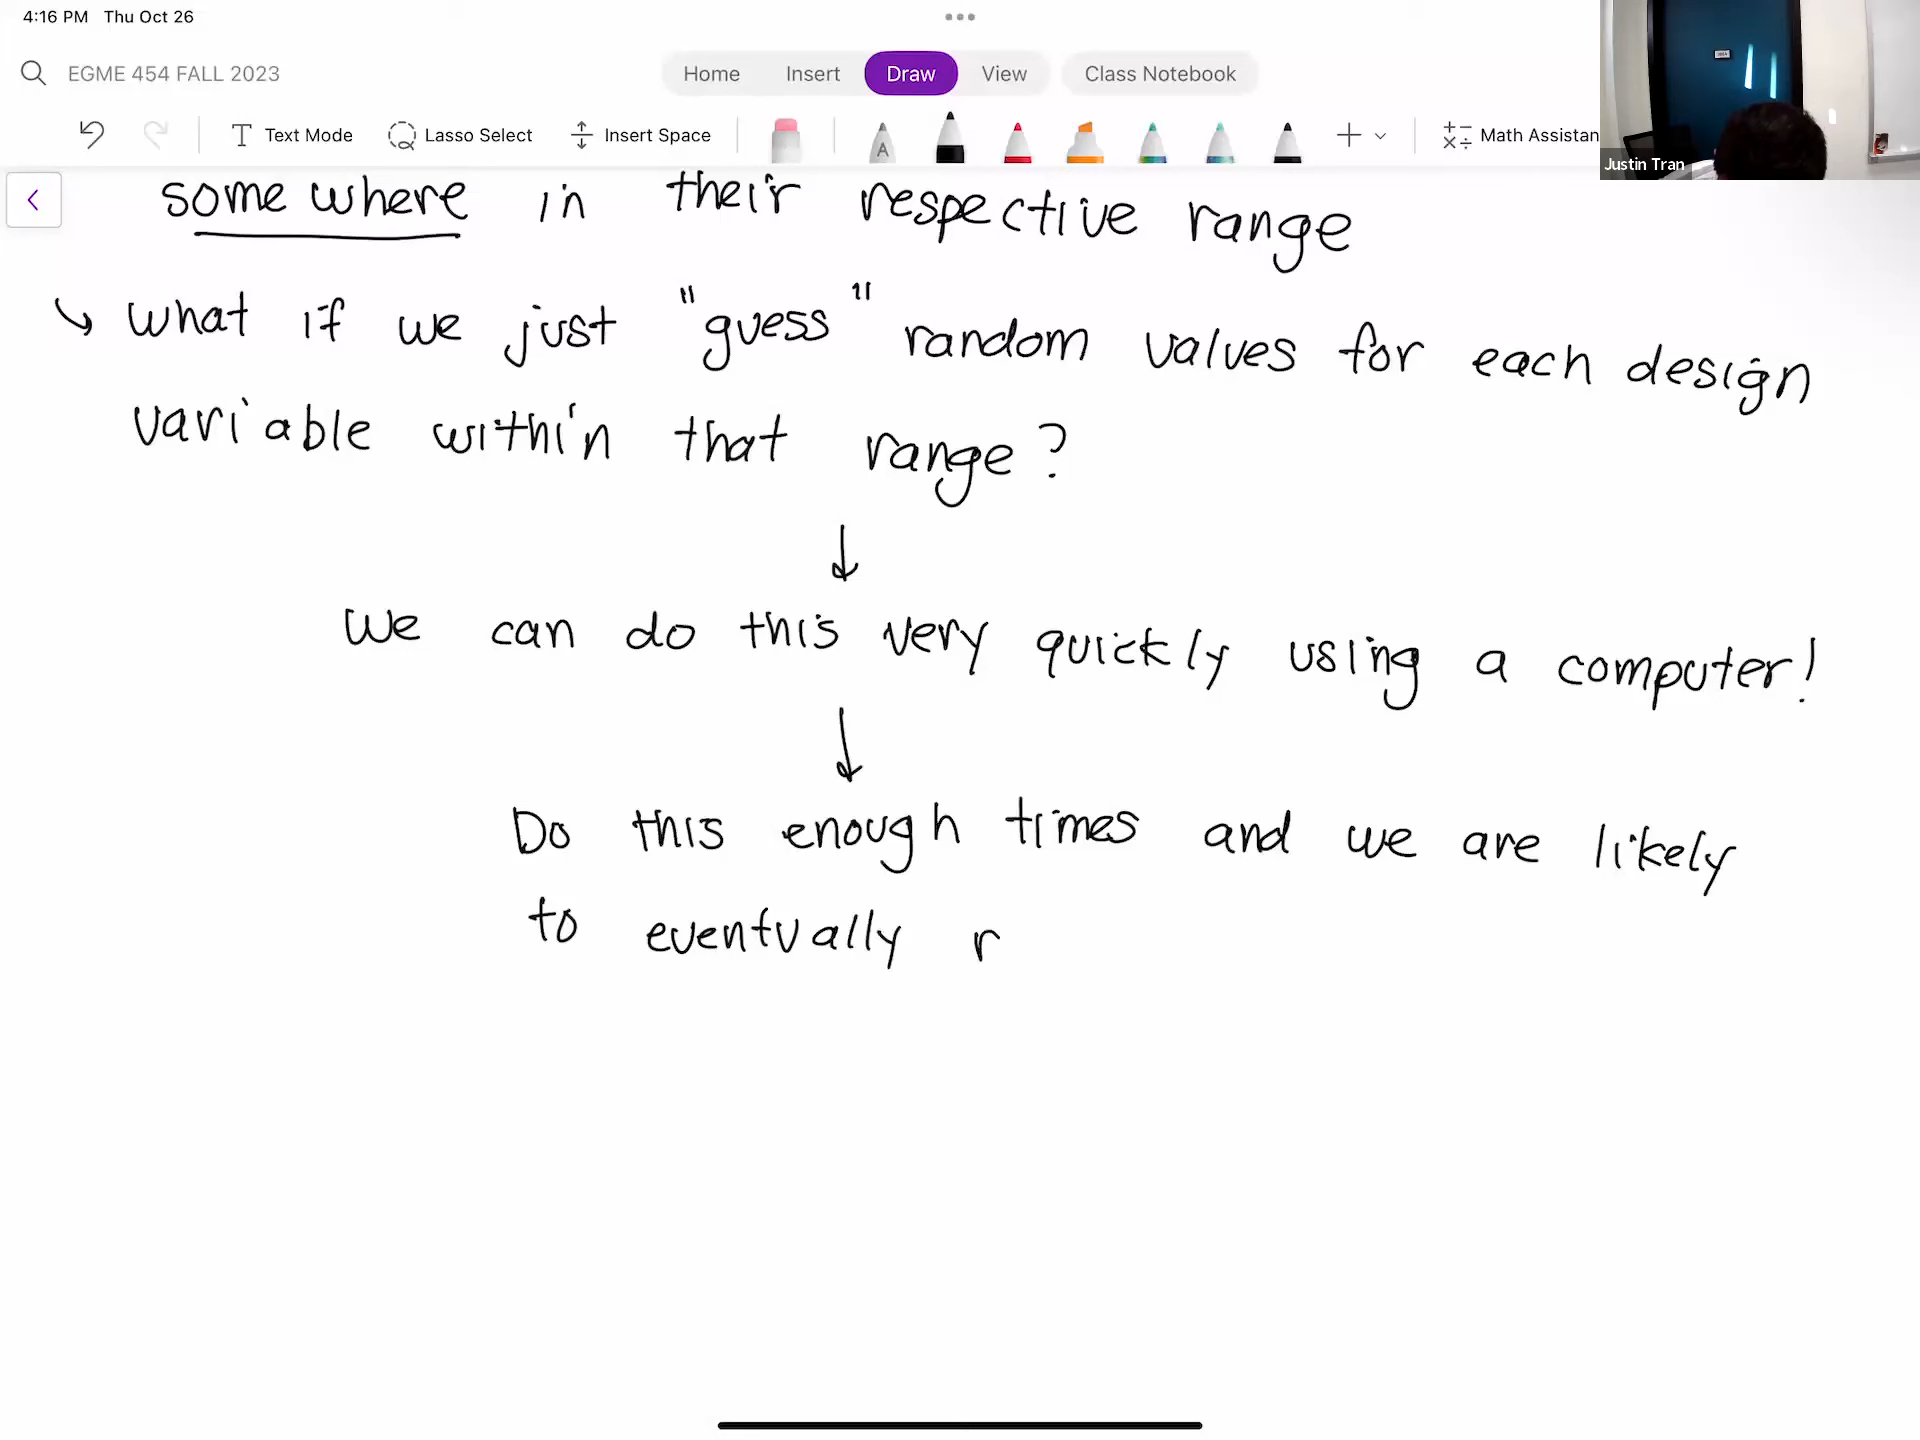 4:16 PM Thu Oct 26
EGME 454 FALL 2023
Home Insert Draw View Class Notebook
Text Mode Lasso Select Insert Space A Math Assistan
Justin Tran
somewhere in their respective range
what if we just "guess" random values for each design
variable within that range?
We can do this very quickly using a computer!
Do this enough times and we are likely
to eventually r